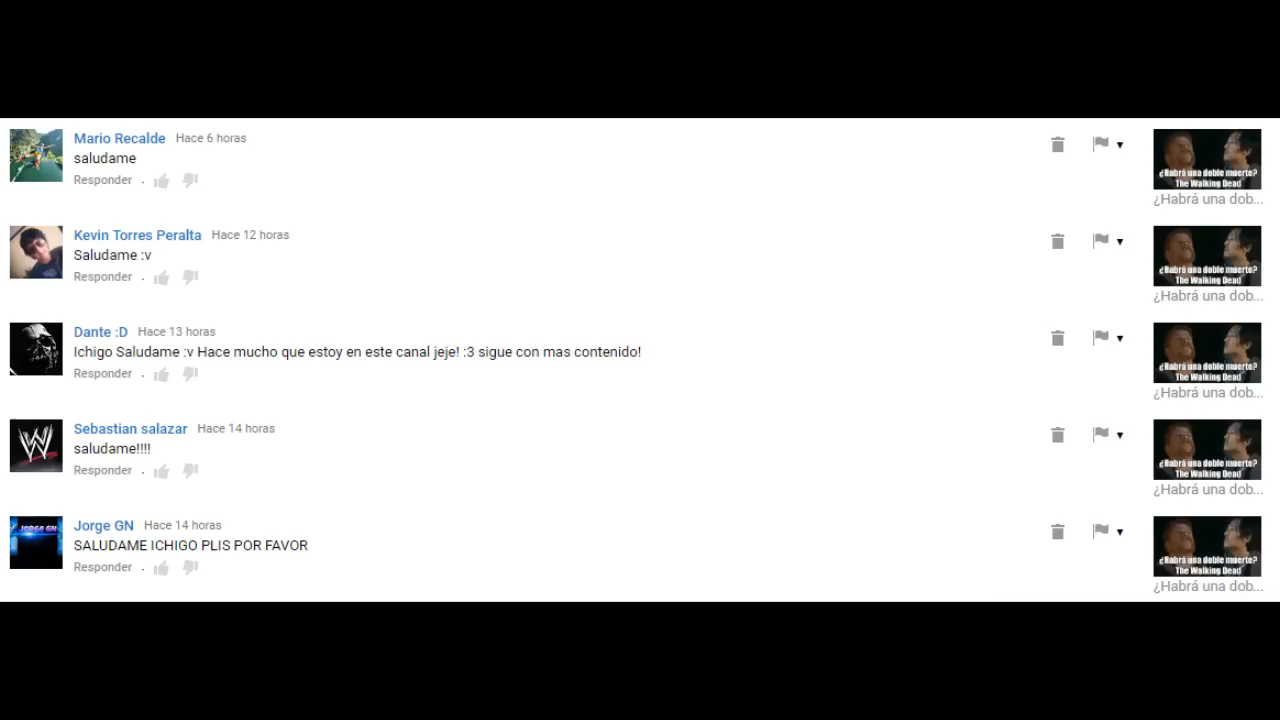 Mario Recalde Hace 6 horas
saludame
Responder .
¿Habrá una doble muerte?
The Walking Dead
¿Habrá una dob...
Kevin Torres Peralta Hace 12 horas
Saludame :v
Responder .
¿Habrá una doble muerte?
The Walking Dead
¿Habrá una dob...
Dante :D Hace 13 horas
Ichigo Saludame :v Hace mucho que estoy en este canal jeje! :3 sigue con mas contenido!
Responder .
¿Habrá una doble muerte?
The Walking Dead
¿Habrá una dob...
Sebastian salazar Hace 14 horas
saludame!!!!
Responder .
¿Habrá una doble muerte?
The Walking Dead
¿Habrá una dob...
JORGE GN
Jorge GN Hace 14 horas
SALUDAME ICHIGO PLIS POR FAVOR
Responder .
¿Habrá una doble muerte?
The Walking Dead
¿Habrá una dob...